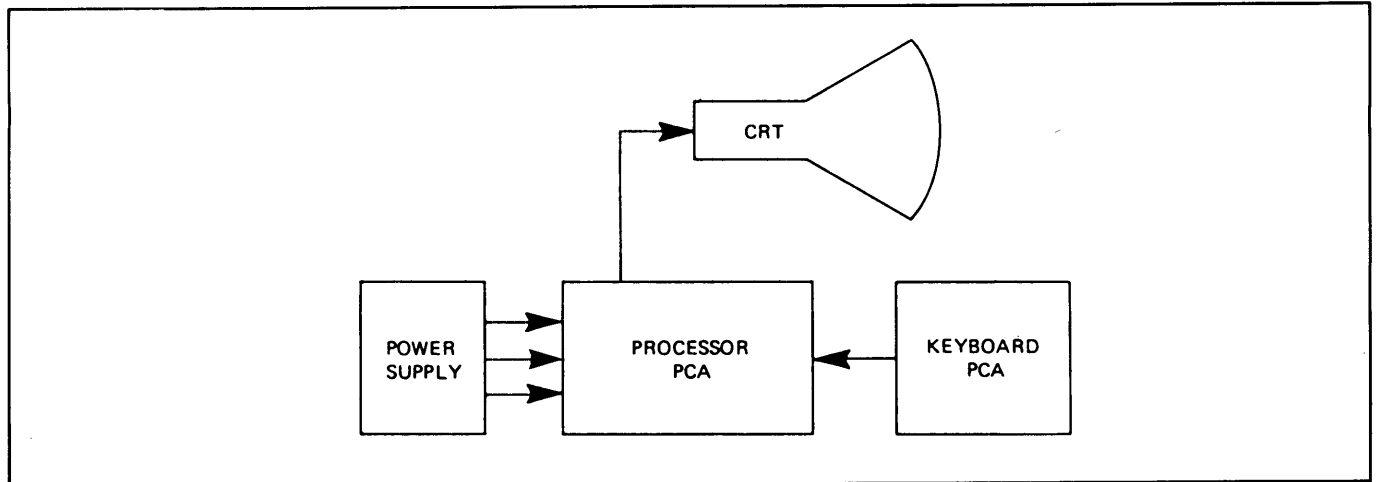 CRT
POWER
SUPPLY
PROCESSOR
PCA
KEYBOARD
PCA